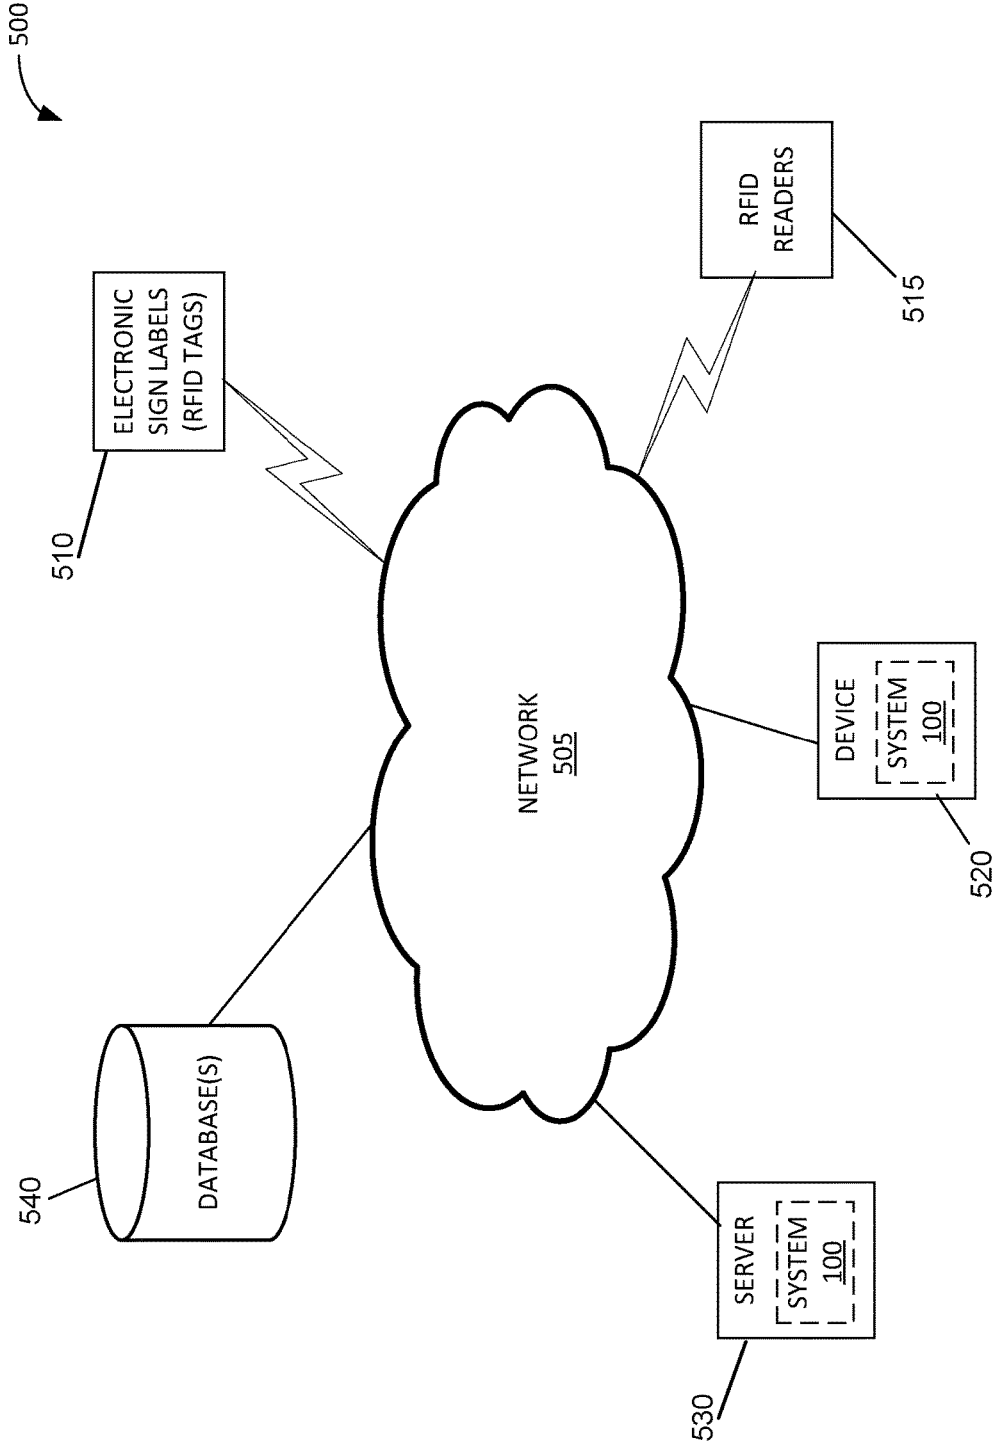 500
540
DATABASE(S)
510
ELECTRONIC
SIGN LABELS
(RFID TAGS)
NETWORK
505
530
SERVER
SYSTEM
100
520
DEVICE
SYSTEM
100
515
RFID
READERS